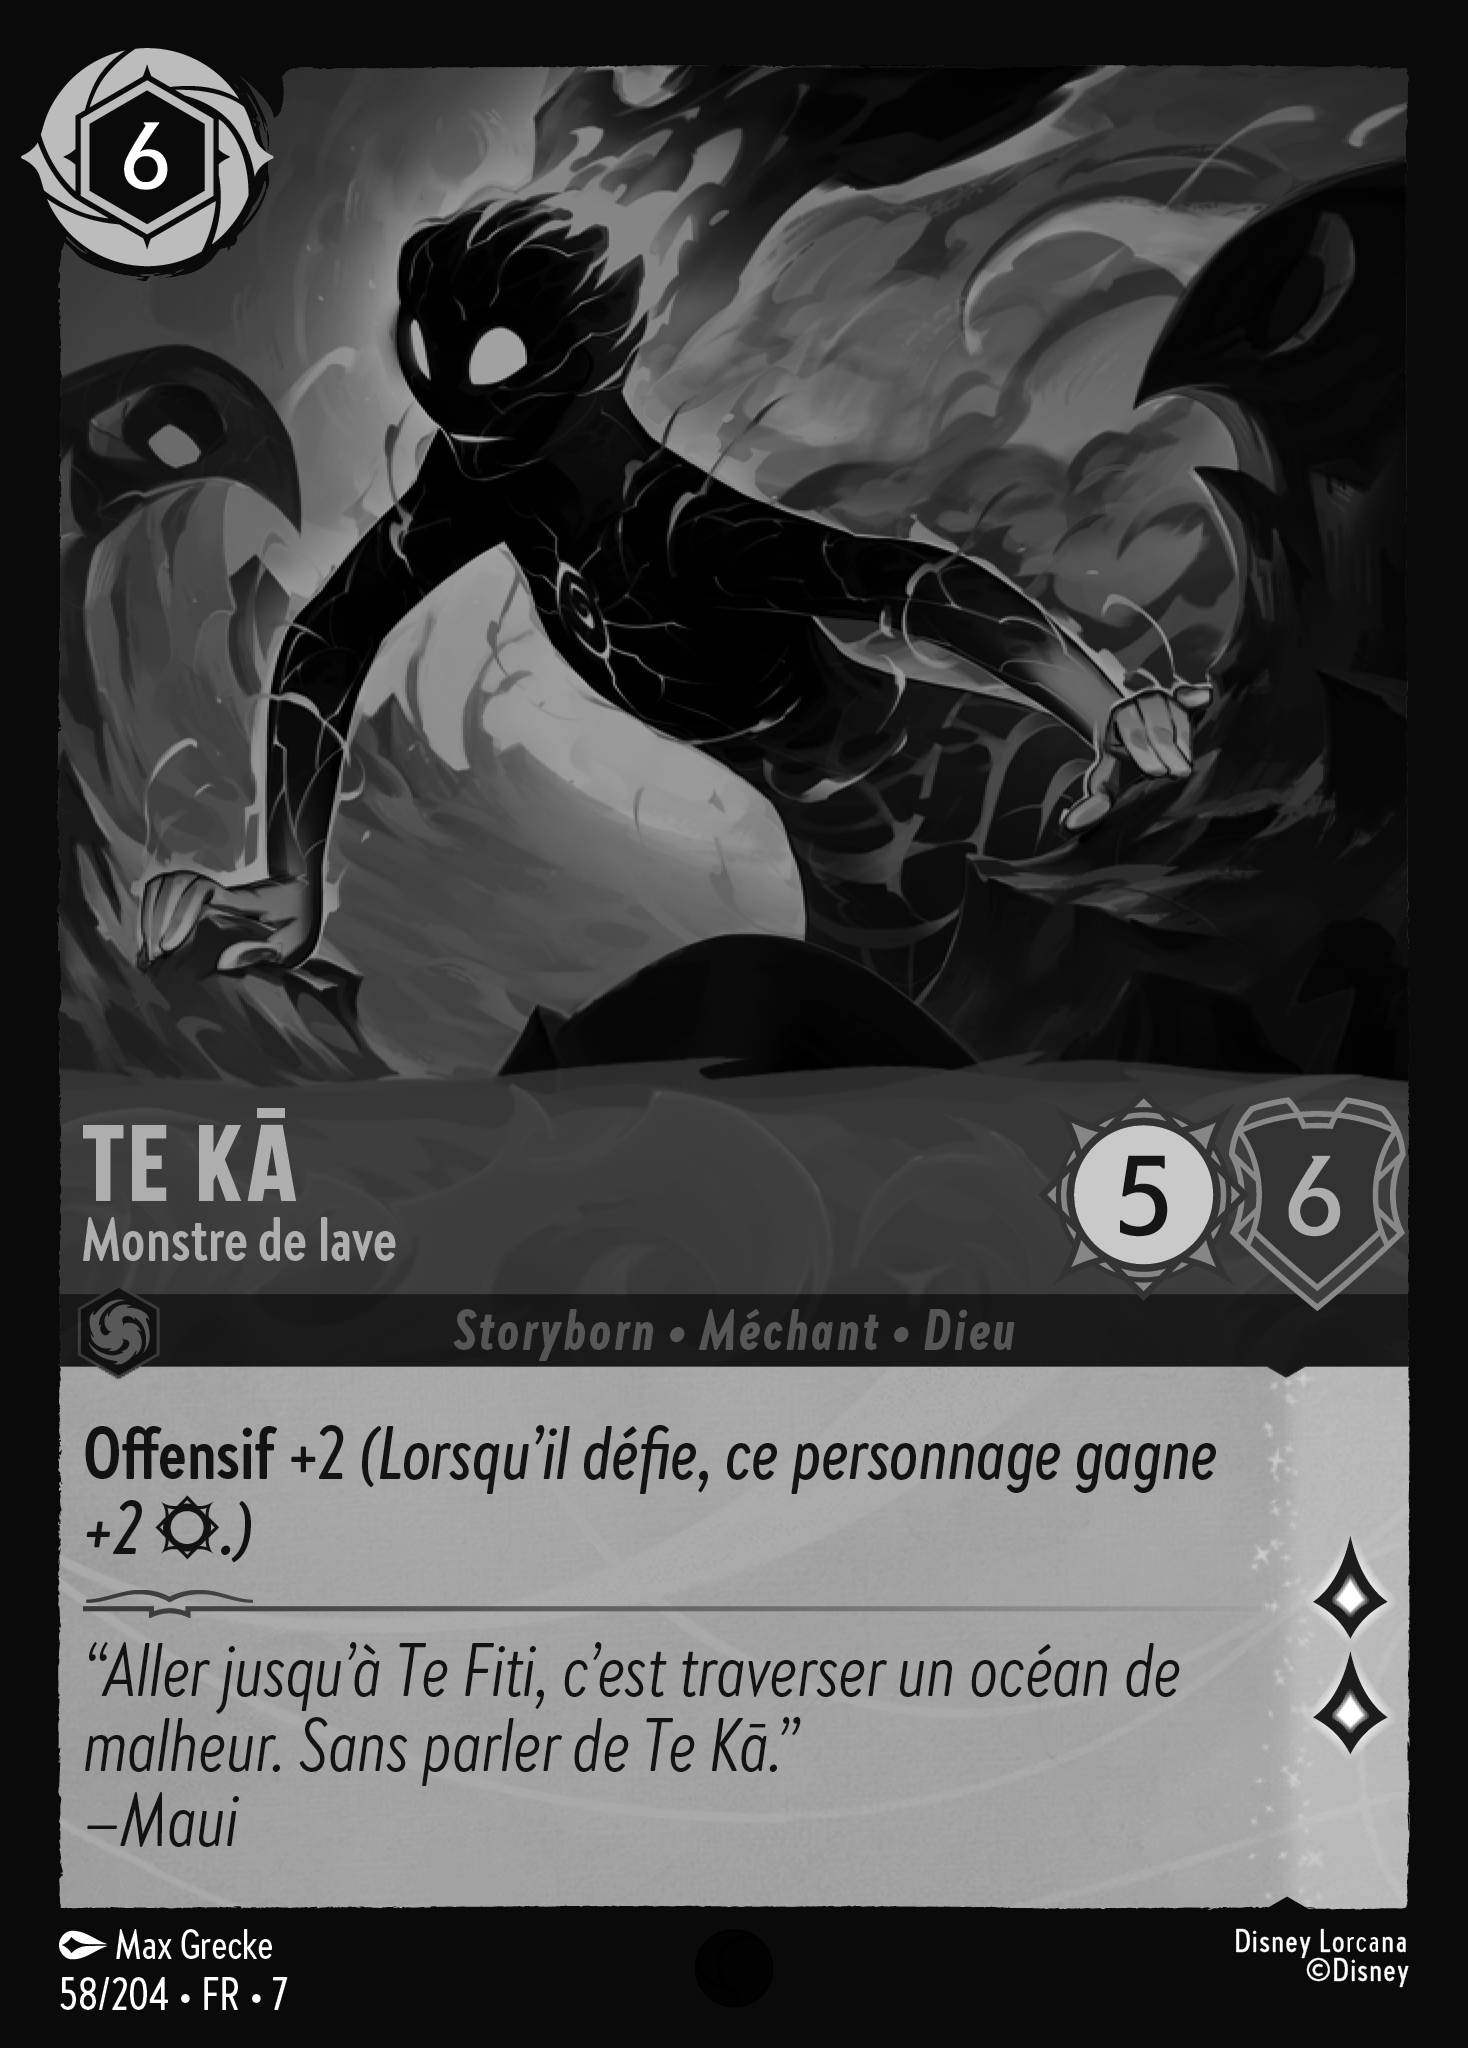 6
TE KĀ
Monstre de lave
5
6
Storyborn • Méchant • Dieu
Offensif +2 (Lorsqu’il défie, ce personnage gagne
+2 .)
“Aller jusqu’à Te Fiti, c’est traverser un océan de
malheur. Sans parler de Te Kā.”
–Maui
Max Grecke
58/204 • FR • 7
Disney Lorcana
©Disney